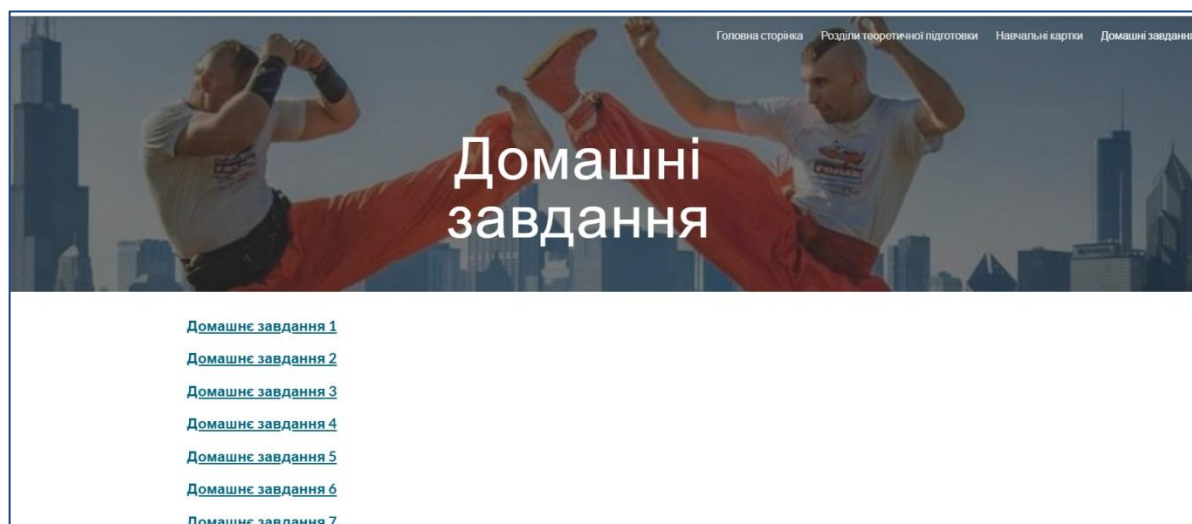 Головна сторінка Розділи теоретичної підготовки Навчальні картки Домашні завдання
Домашні
завдання
Домашнє завдання 1
Домашнє завдання 2
Домашнє завдання 3
Домашнє завдання 4
Домашнє завдання 5
Домашнє завдання 6
Домашнє завдання 7